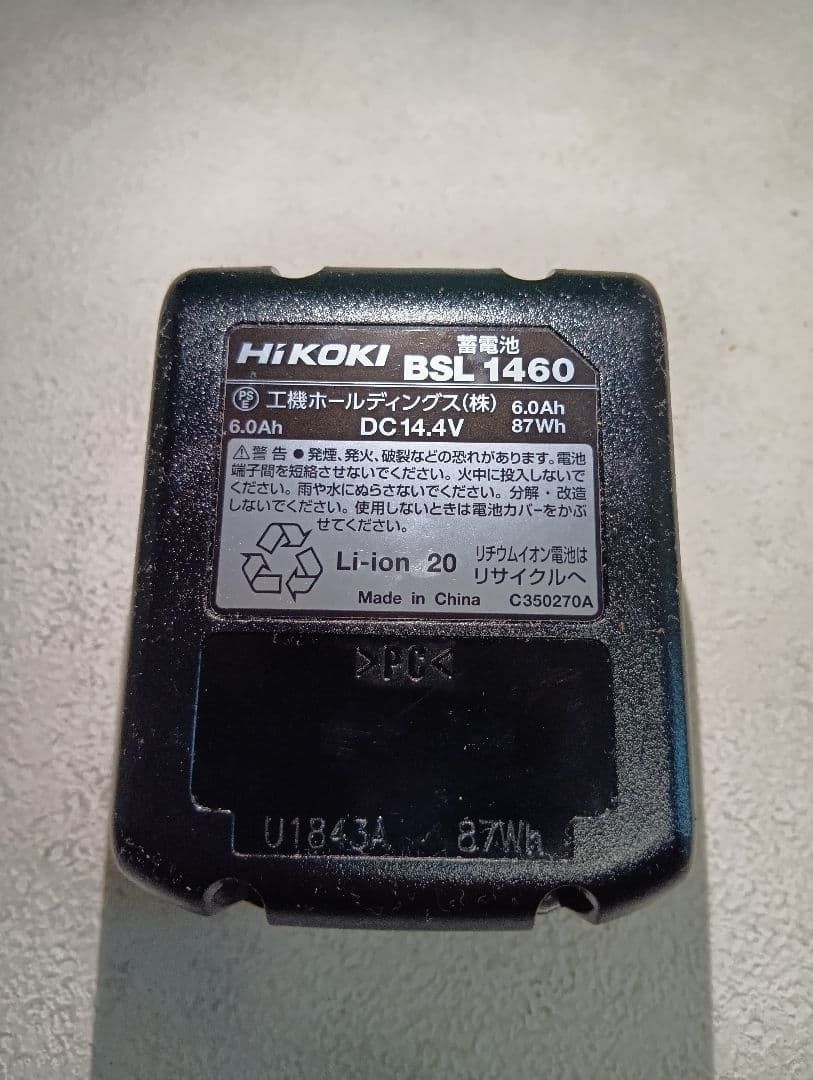 HiKOKI 蓄電池
BSL 1460
PS E 工機ホールディングス(株) 6.0Ah
6.0Ah DC14.4V 87Wh
⚠警告 ●発煙、発火、破裂などの恐れがあります。電池
端子間を短絡させないでください。火中に投入しないで
ください。雨や水にぬらさないでください。分解・改造
しないでください。使用しないときは電池カバーをかぶ
せてください。
Li-ion 20 リチウムイオン電池は
リサイクルへ
Made in China C350270A
>PC<
U1843A 87Wh